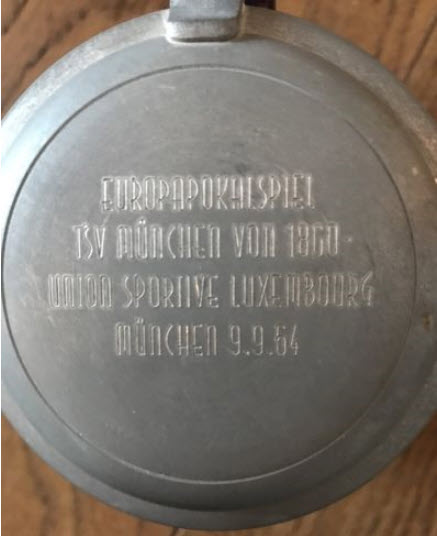 EUROPAPOKALSPIEL
TSV MÜNCHEN VON 1860 -
UNION SPORTIVE LUXEMBOURG
MÜNCHEN 9.9.64